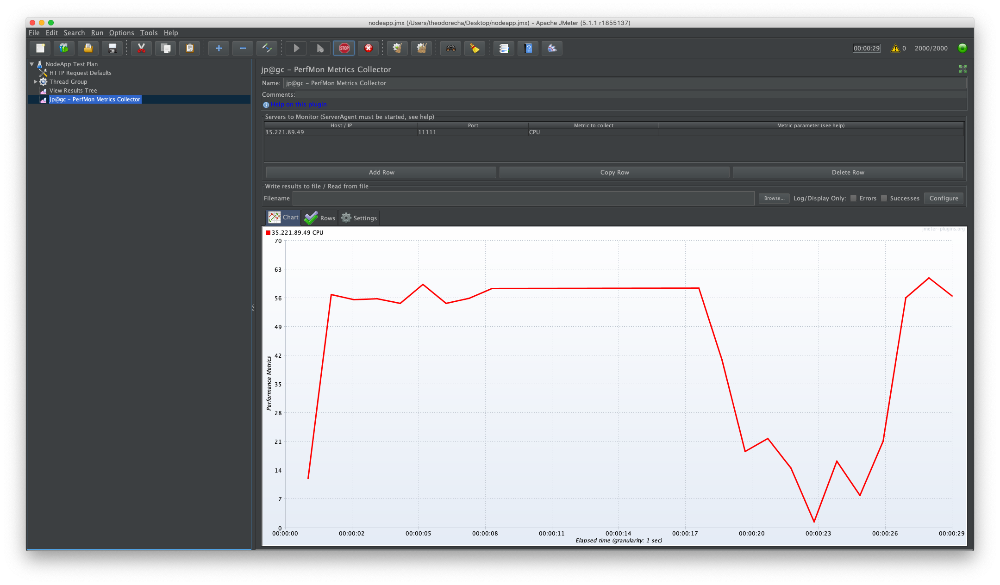 nodeapp.jmx (/Users/theodorecha/Desktop/nodeapp.jmx) - Apache JMeter (5.1.1 r1855137)
File Edit Search Run Options Tools Help
STOP 00:00:29 0 2000/2000
NodeApp Test Plan
HTTP Request Defaults
Thread Group
View Results Tree
jp@gc - PerfMon Metrics Collector
jp@gc - PerfMon Metrics Collector
Name: jp@gc - PerfMon Metrics Collector
Comments:
Help on this plugin
Servers to Monitor (ServerAgent must be started, see help)
Host / IP Port Metric to collect Metric parameter (see help)
35.221.89.49 11111 CPU
Add Row Copy Row Delete Row
Write results to file / Read from file
Filename Browse... Log/Display Only: Errors Successes Configure
Chart Rows Settings
jmeter-plugins.org
35.221.89.49 CPU
70
63
56
49
42
35
28
21
14
7
0
Performance Metrics
00:00:00 00:00:02 00:00:05 00:00:08 00:00:11 00:00:14 00:00:17 00:00:20 00:00:23 00:00:26 00:00:29
Elapsed time (granularity: 1 sec)